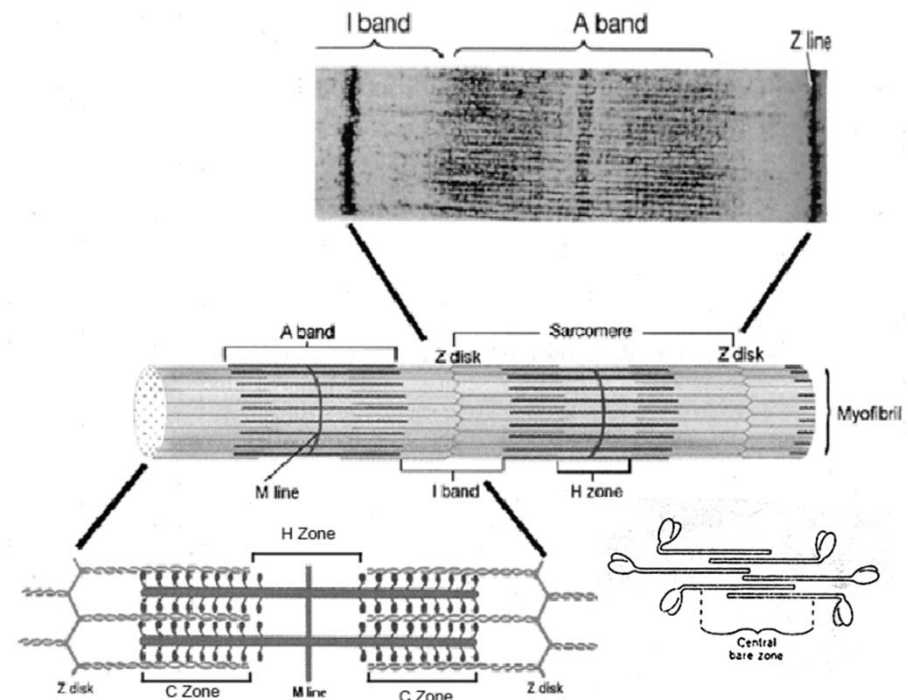 I band
A band
Z line
A band
Sarcomere
Z disk
Z disk
Myofibril
M line
I band
H zone
H Zone
Central
bare zone
Z disk
C Zone
M line
C Zone
Z disk